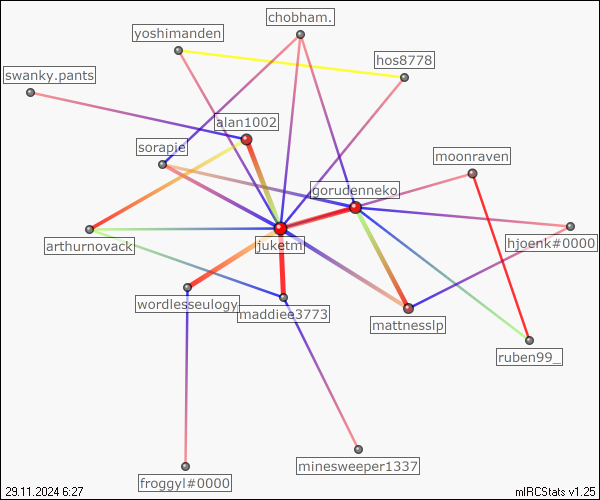 chobham.
yoshimanden
hos8778
swanky.pants
alan1002
sorapie
moonraven
gorudenneko
juketm
hjoenk#0000
arthurnovack
wordlesseulogy
maddiee3773
mattnesslp
ruben99_
minesweeper1337
froggyl#0000
29.11.2024 6:27
mIRCStats v1.25